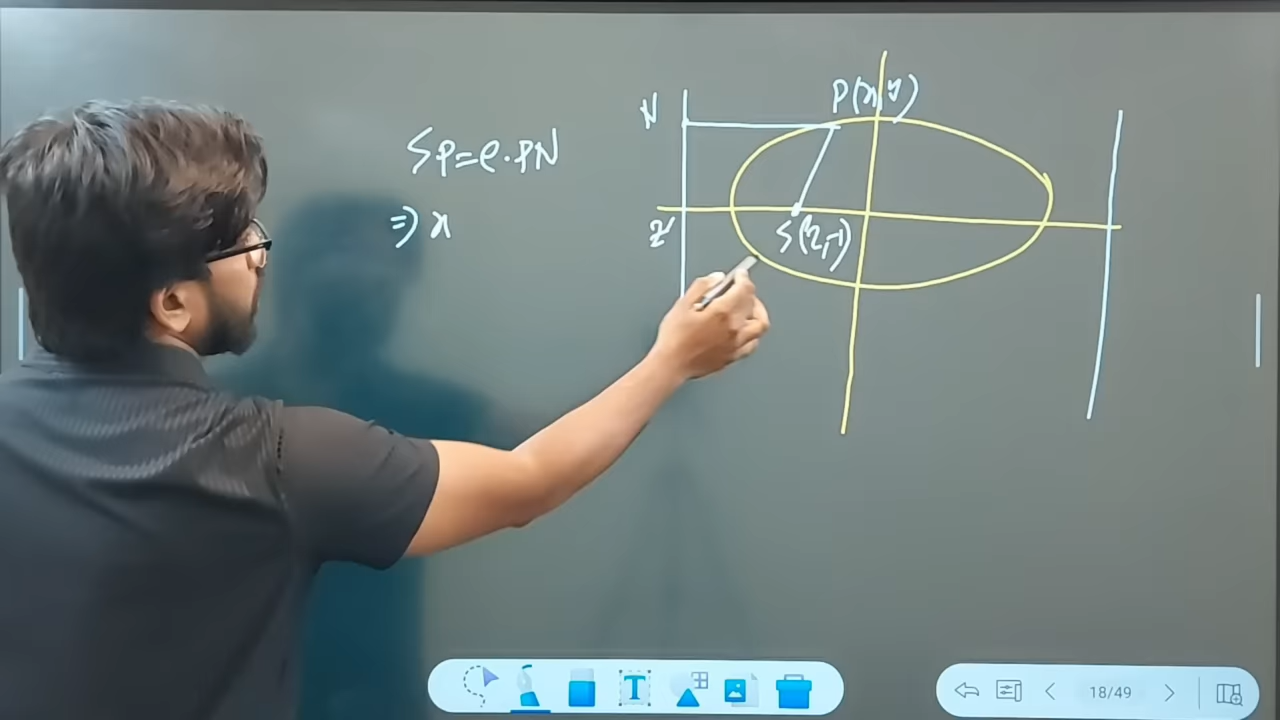 P(x,y)
N
SP=e·PN
⇒ x
Z'
S(2,-1)
T
18/49